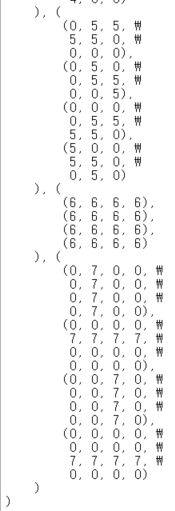 ), (
(0, 5, 5, ₩
5, 5, 0, ₩
0, 0, 0),
(0, 5, 0, ₩
0, 5, 5, ₩
0, 0, 5),
(0, 0, 0, ₩
0, 5, 5, ₩
5, 5, 0),
(5, 0, 0, ₩
5, 5, 0, ₩
0, 5, 0)
), (
(6, 6, 6, 6),
(6, 6, 6, 6),
(6, 6, 6, 6),
(6, 6, 6, 6)
), (
(0, 7, 0, 0, ₩
0, 7, 0, 0, ₩
0, 7, 0, 0, ₩
0, 7, 0, 0),
(0, 0, 0, 0, ₩
7, 7, 7, 7, ₩
0, 0, 0, 0, ₩
0, 0, 0, 0),
(0, 0, 7, 0, ₩
0, 0, 7, 0, ₩
0, 0, 7, 0, ₩
0, 0, 7, 0),
(0, 0, 0, 0, ₩
0, 0, 0, 0, ₩
7, 7, 7, 7, ₩
0, 0, 0, 0)
)
)